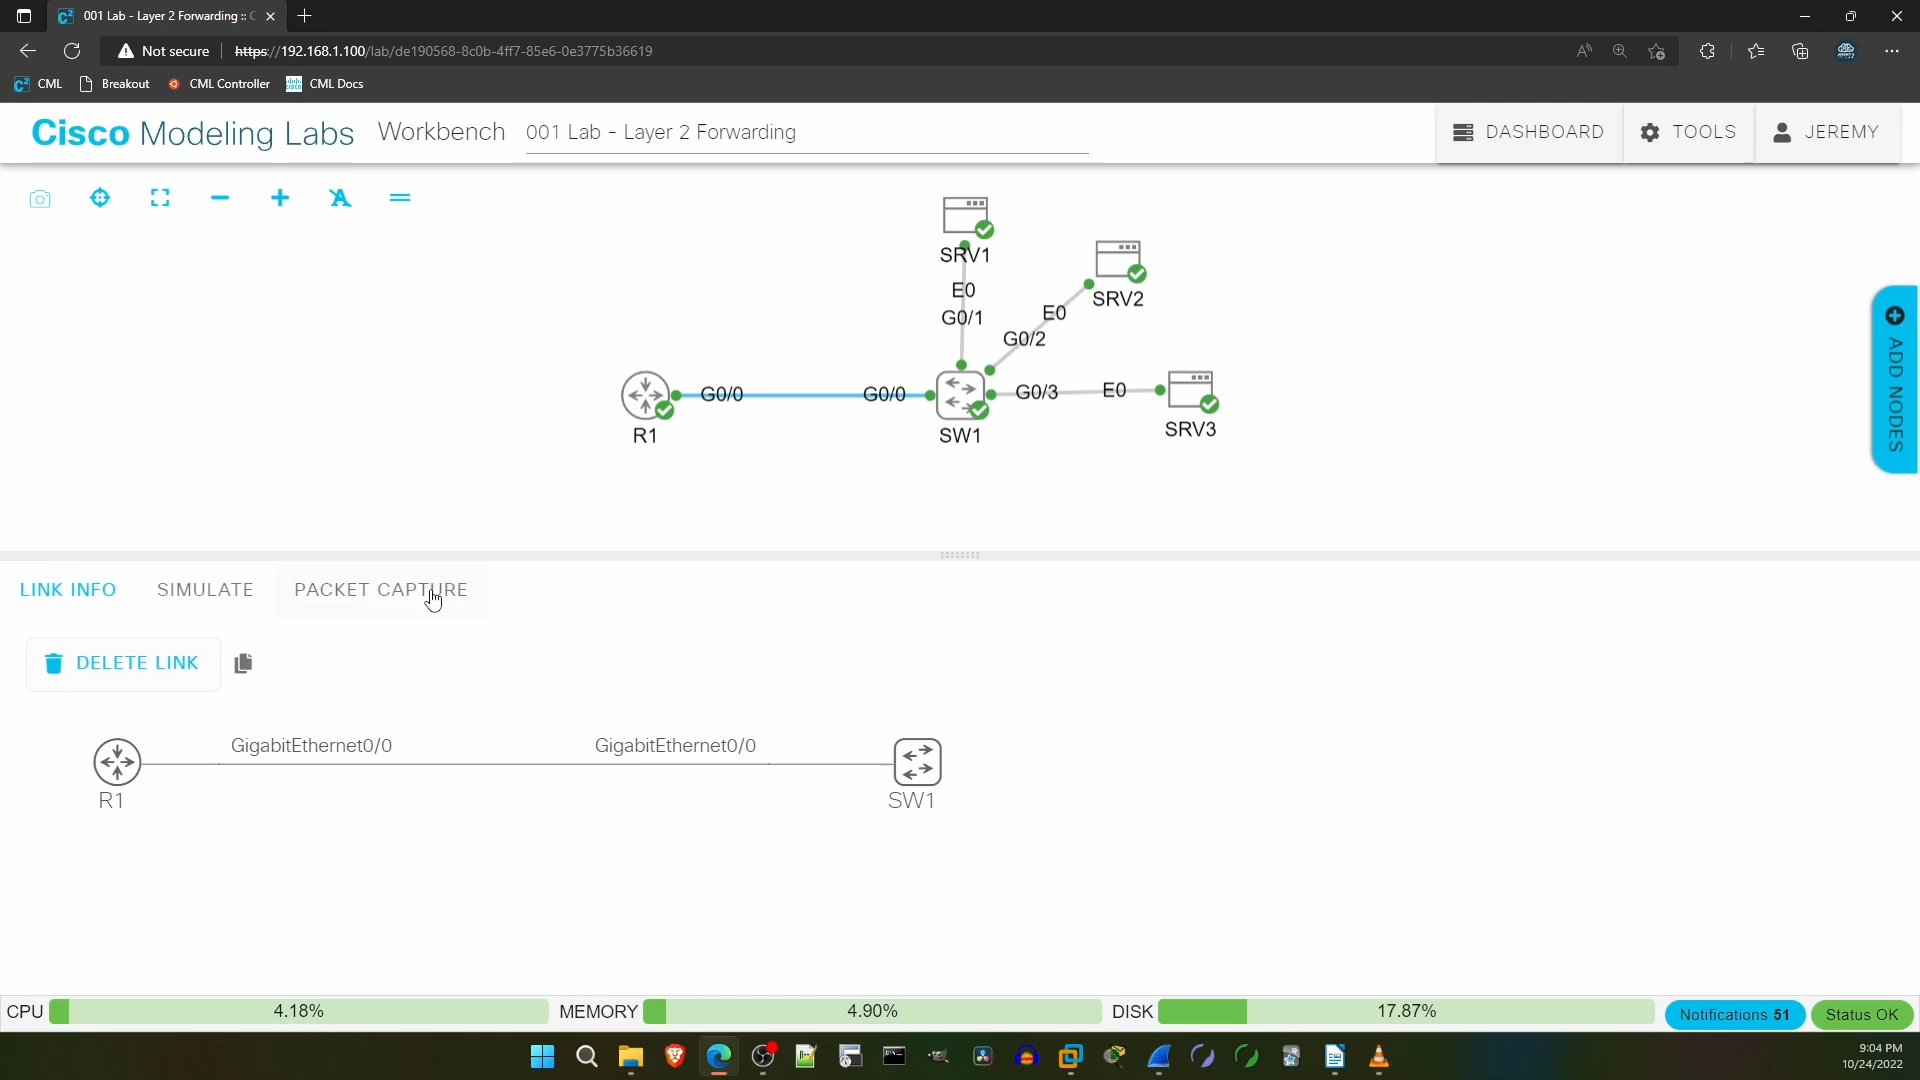 001 Lab - Layer 2 Forwarding :: C
Not secure
https://192.168.1.100/lab/de190568-8c0b-4ff7-85e6-0e3775b36619
CML
Breakout
CML Controller
CML Docs
Cisco Modeling Labs
Workbench
001 Lab - Layer 2 Forwarding
DASHBOARD
TOOLS
JEREMY
SRV1
SRV2
E0
E0
G0/1
G0/2
G0/0
G0/0
G0/3
E0
R1
SW1
SRV3
ADD NODES
LINK INFO
SIMULATE
PACKET CAPTURE
DELETE LINK
GigabitEthernet0/0
GigabitEthernet0/0
R1
SW1
CPU
4.18%
MEMORY
4.90%
DISK
17.87%
Notifications 51
Status OK
9:04 PM
10/24/2022